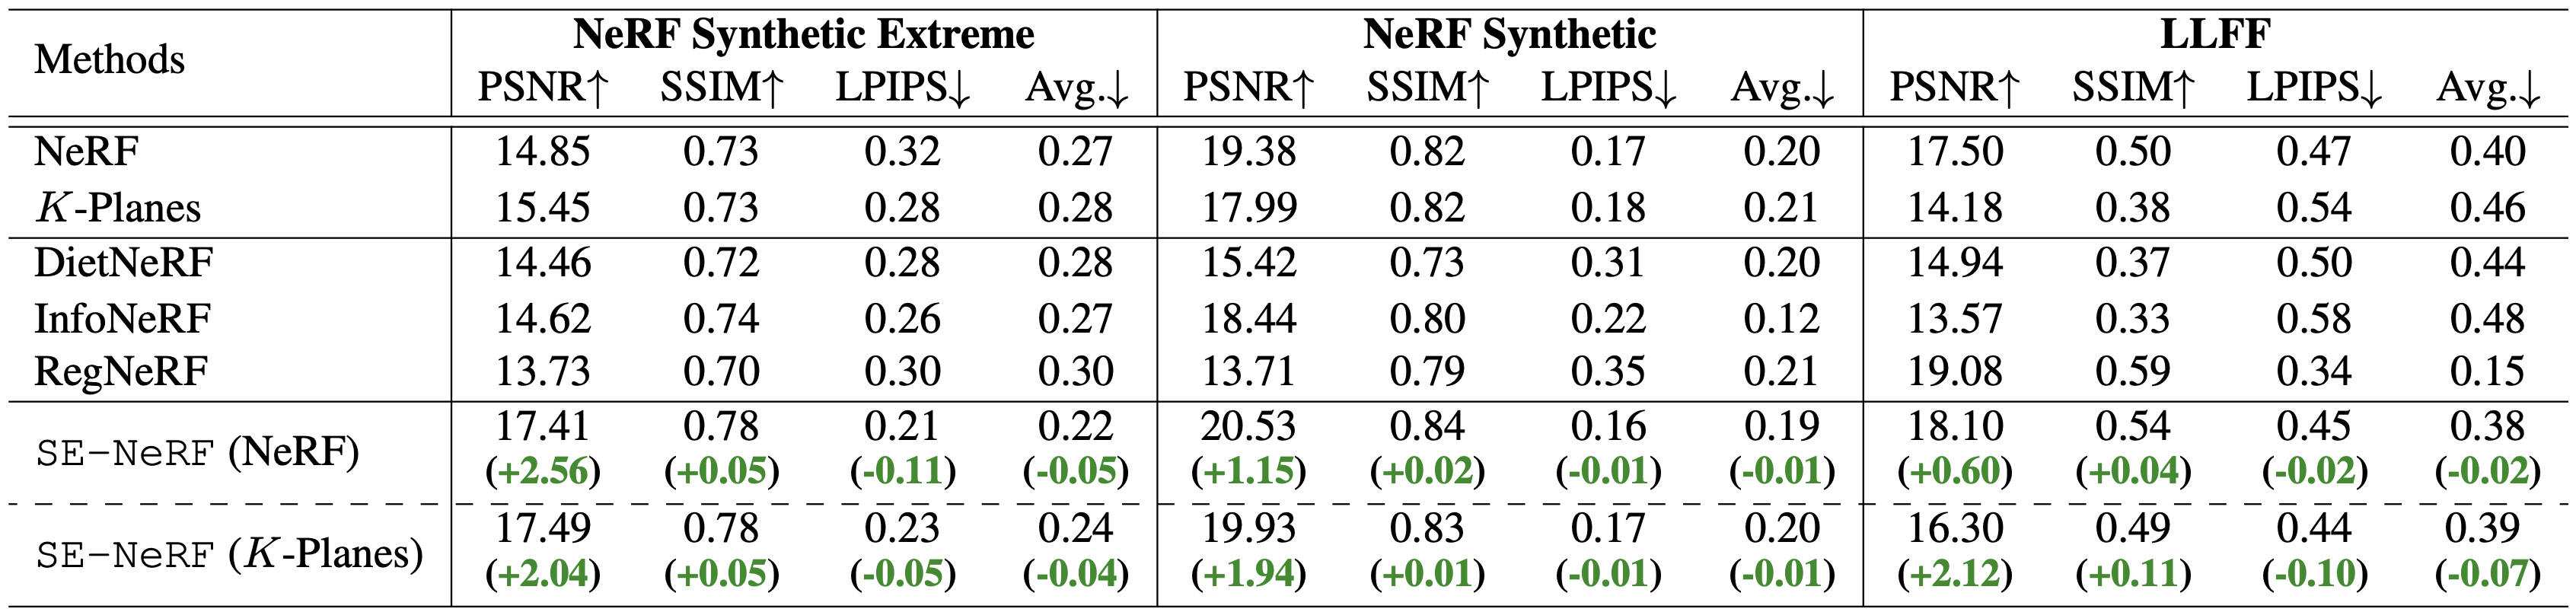 Methods NeRF Synthetic Extreme NeRF Synthetic LLFF
PSNR↑ SSIM↑ LPIPS↓ Avg.↓ PSNR↑ SSIM↑ LPIPS↓ Avg.↓ PSNR↑ SSIM↑ LPIPS↓ Avg.↓
NeRF 14.85 0.73 0.32 0.27 19.38 0.82 0.17 0.20 17.50 0.50 0.47 0.40
K-Planes 15.45 0.73 0.28 0.28 17.99 0.82 0.18 0.21 14.18 0.38 0.54 0.46
DietNeRF 14.46 0.72 0.28 0.28 15.42 0.73 0.31 0.20 14.94 0.37 0.50 0.44
InfoNeRF 14.62 0.74 0.26 0.27 18.44 0.80 0.22 0.12 13.57 0.33 0.58 0.48
RegNeRF 13.73 0.70 0.30 0.30 13.71 0.79 0.35 0.21 19.08 0.59 0.34 0.15
SE-NeRF (NeRF) 17.41 0.78 0.21 0.22 20.53 0.84 0.16 0.19 18.10 0.54 0.45 0.38
(+2.56) (+0.05) (-0.11) (-0.05) (+1.15) (+0.02) (-0.01) (-0.01) (+0.60) (+0.04) (-0.02) (-0.02)
SE-NeRF (K-Planes) 17.49 0.78 0.23 0.24 19.93 0.83 0.17 0.20 16.30 0.49 0.44 0.39
(+2.04) (+0.05) (-0.05) (-0.04) (+1.94) (+0.01) (-0.01) (-0.01) (+2.12) (+0.11) (-0.10) (-0.07)